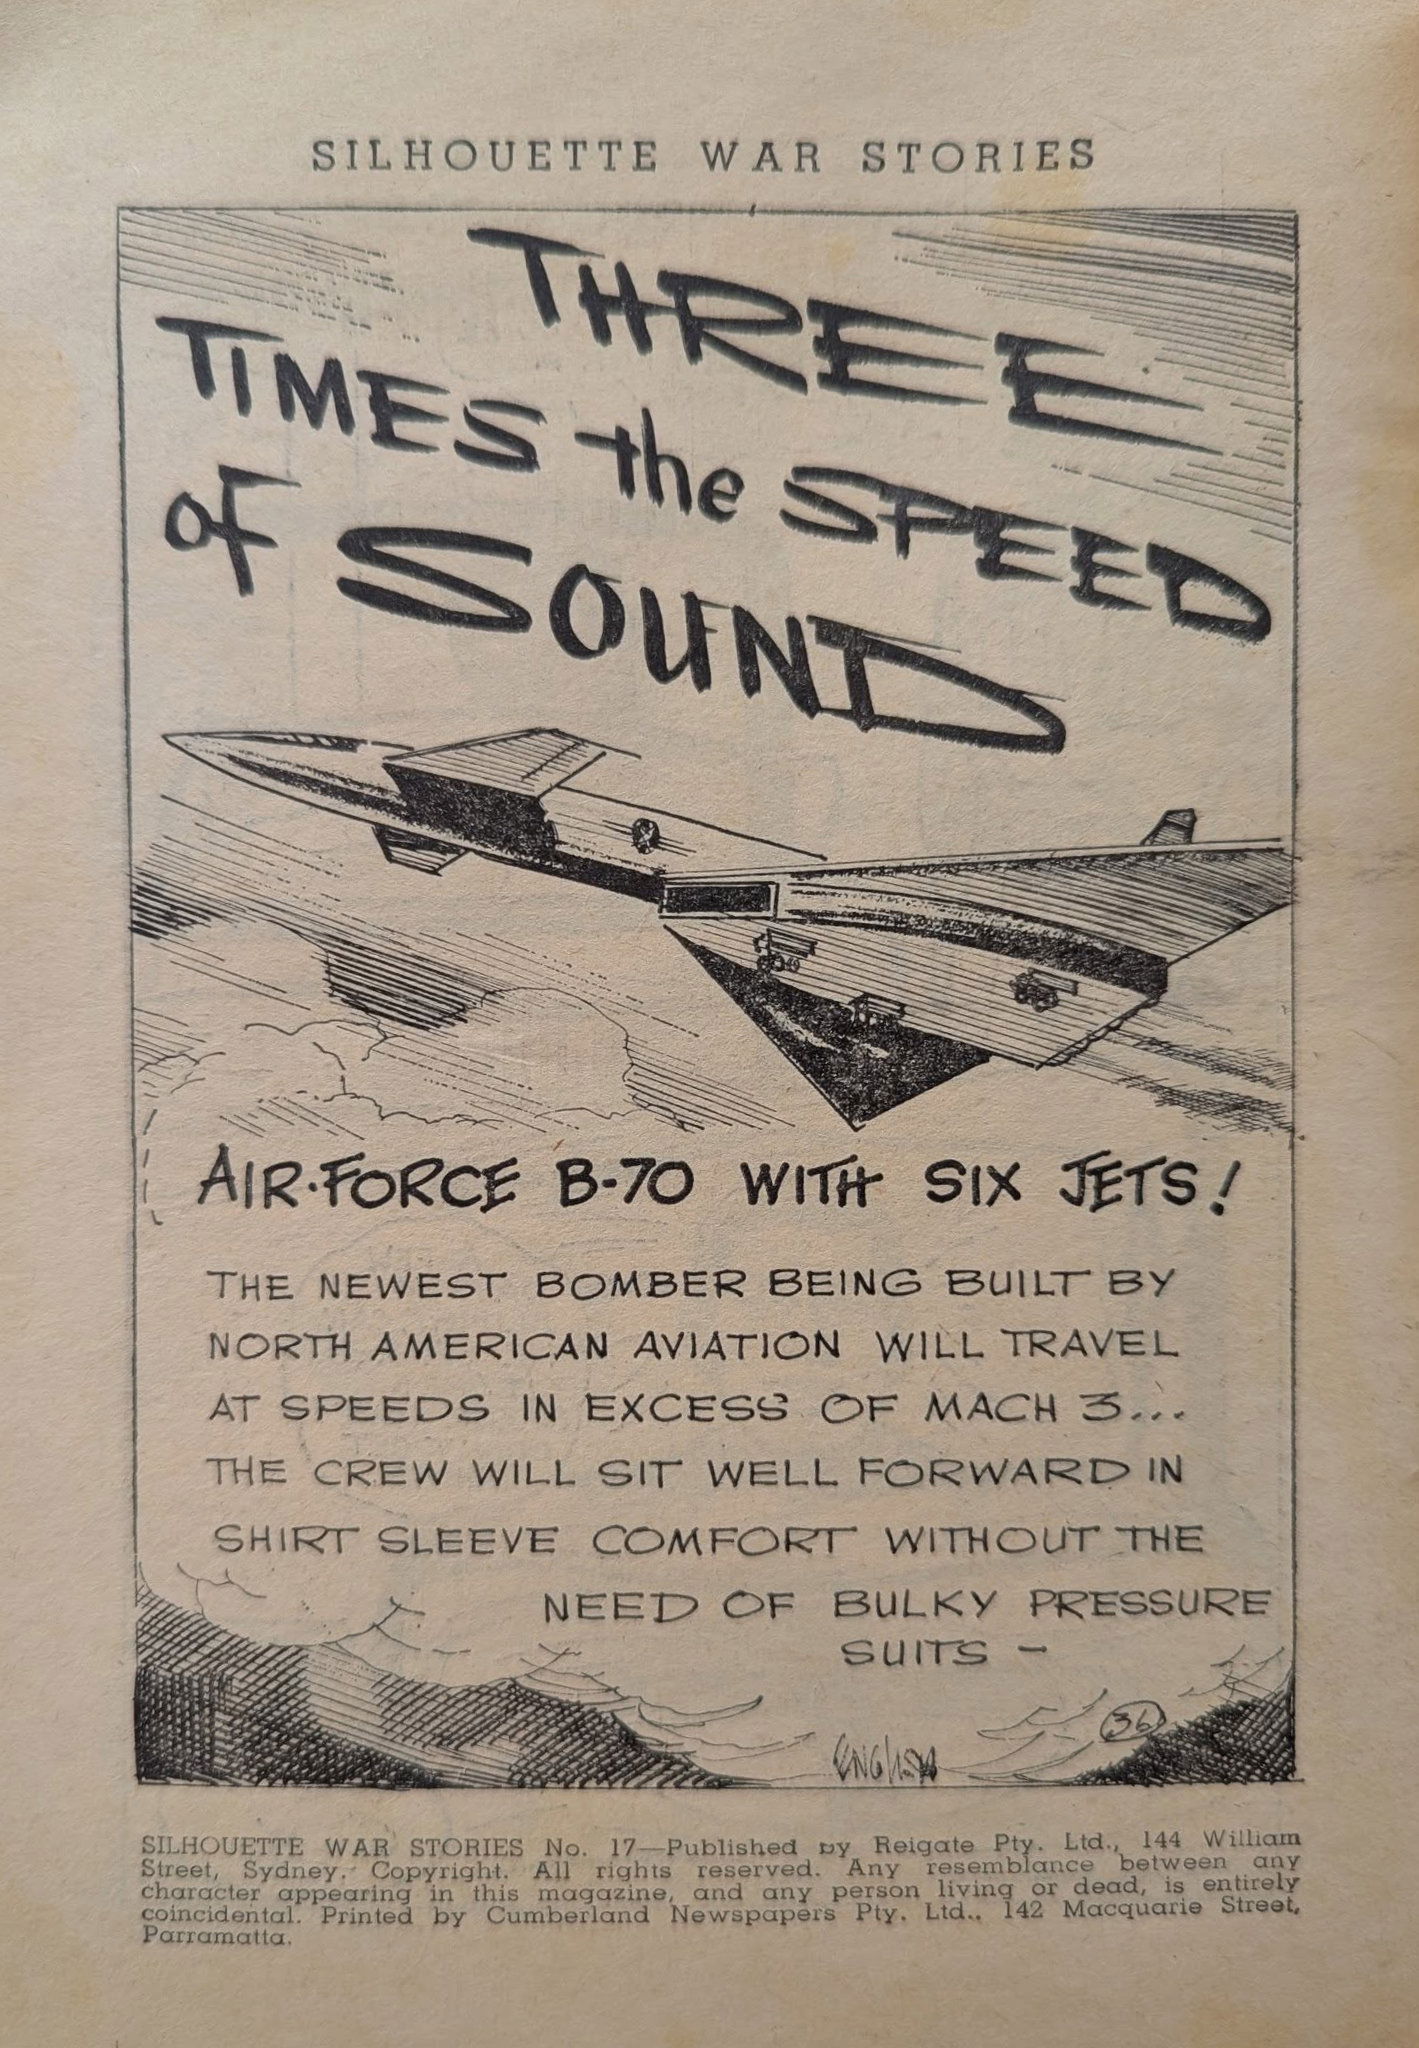 SILHOUETTE WAR STORIES
THREE
TIMES the SPEED
OF SOUND
AIR-FORCE B-70 WITH SIX JETS!
THE NEWEST BOMBER BEING BUILT BY
NORTH AMERICAN AVIATION WILL TRAVEL
AT SPEEDS IN EXCESS OF MACH 3...
THE CREW WILL SIT WELL FORWARD IN
SHIRT SLEEVE COMFORT WITHOUT THE
NEED OF BULKY PRESSURE
SUITS -
36
ENGLISH
SILHOUETTE WAR STORIES No. 17—Published by Reigate Pty. Ltd., 144 William
Street, Sydney. Copyright. All rights reserved. Any resemblance between any
character appearing in this magazine, and any person living or dead, is entirely
coincidental. Printed by Cumberland Newspapers Pty. Ltd., 142 Macquarie Street,
Parramatta.